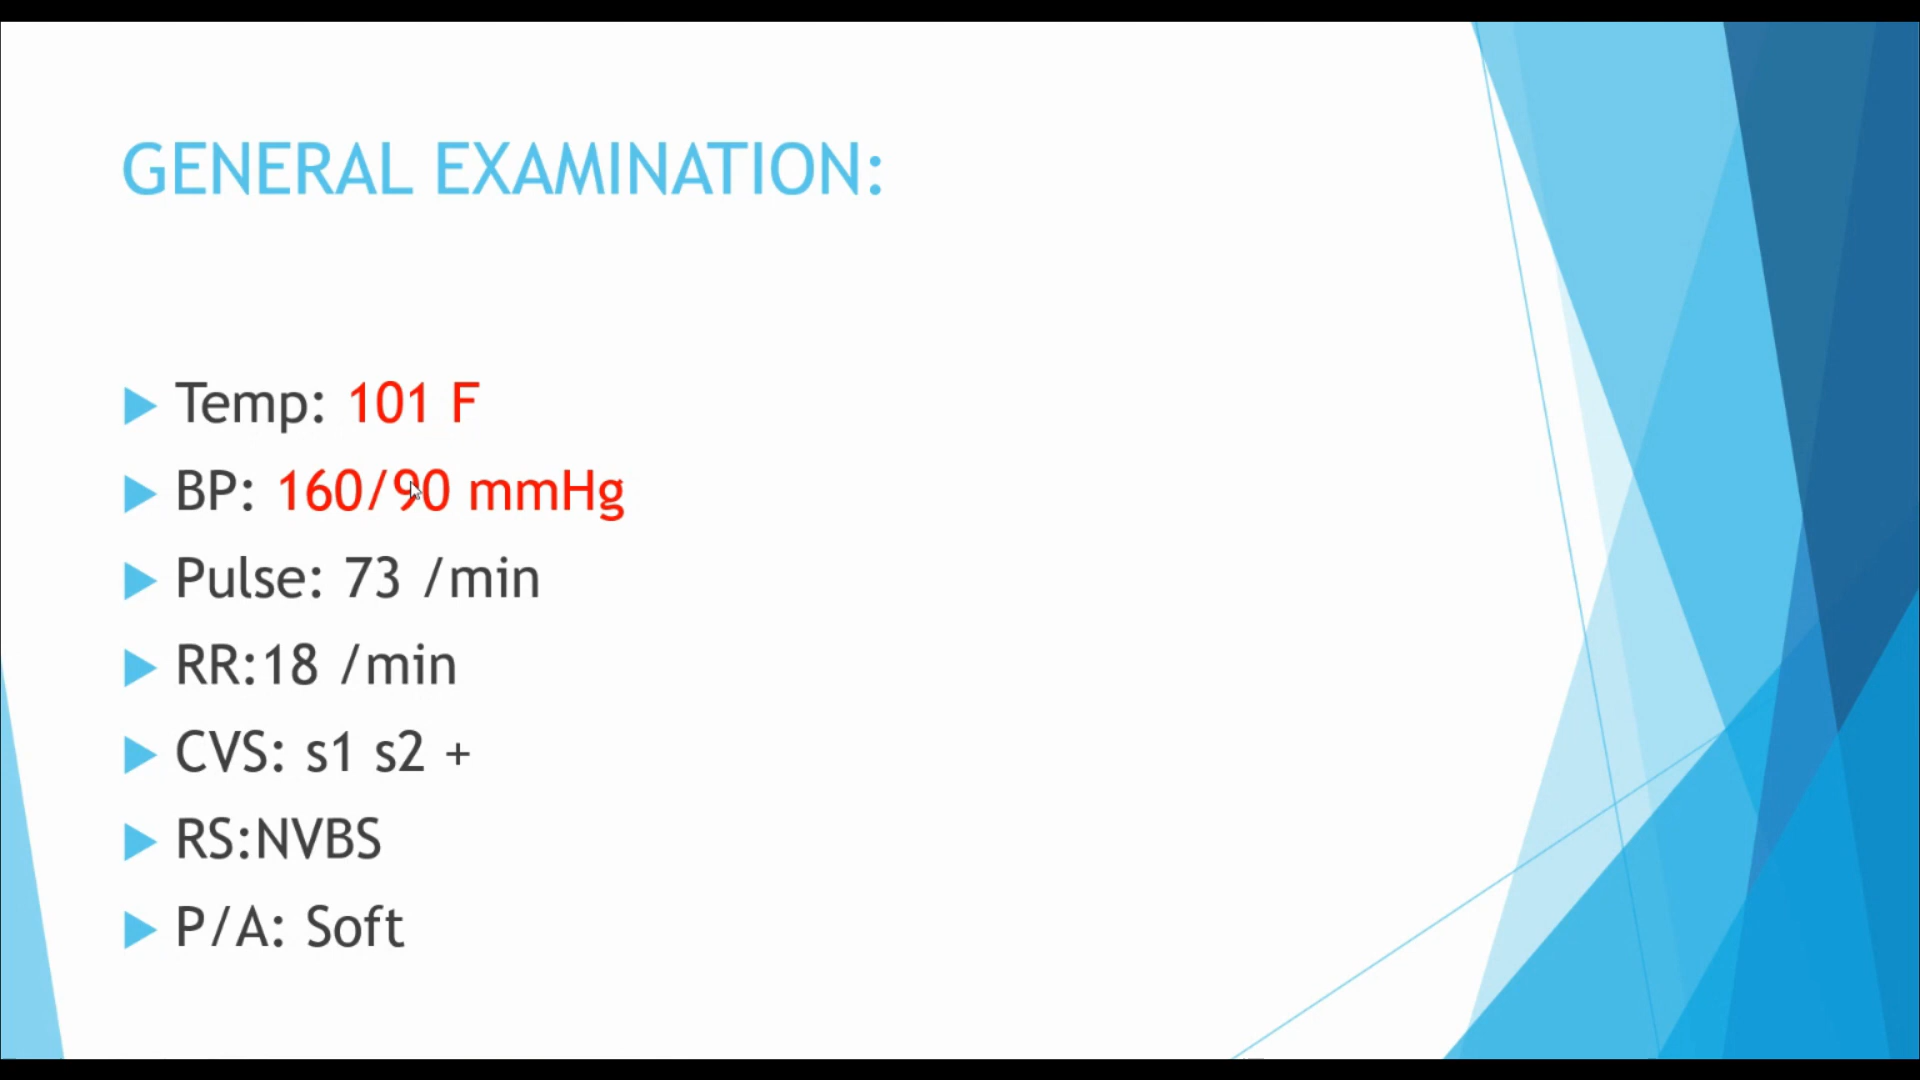 GENERAL EXAMINATION:
Temp: 101 F
BP: 160/90 mmHg
Pulse: 73 /min
RR:18 /min
CVS: s1 s2 +
RS:NVBS
P/A: Soft